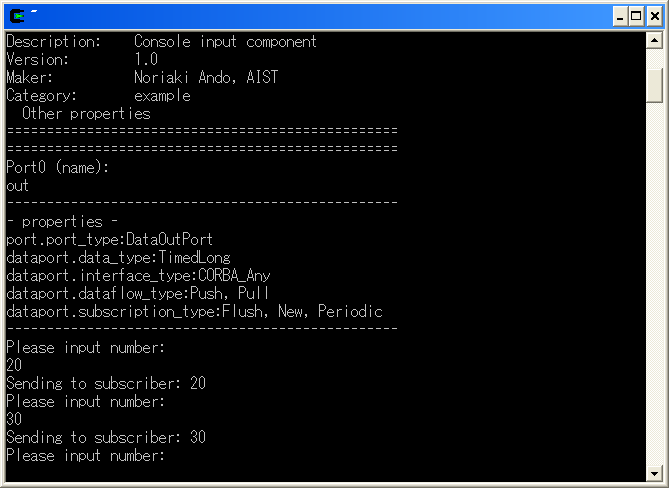 Description:    Console input component
Version:        1.0
Maker:          Noriaki Ando, AIST
Category:       example
  Other properties
=================================================
=================================================
Port0 (name):
out
-------------------------------------------------
- properties -
port.port_type:DataOutPort
dataport.data_type:TimedLong
dataport.interface_type:CORBA_Any
dataport.dataflow_type:Push, Pull
dataport.subscription_type:Flush, New, Periodic
-------------------------------------------------
Please input number:
20
Sending to subscriber: 20
Please input number:
30
Sending to subscriber: 30
Please input number: